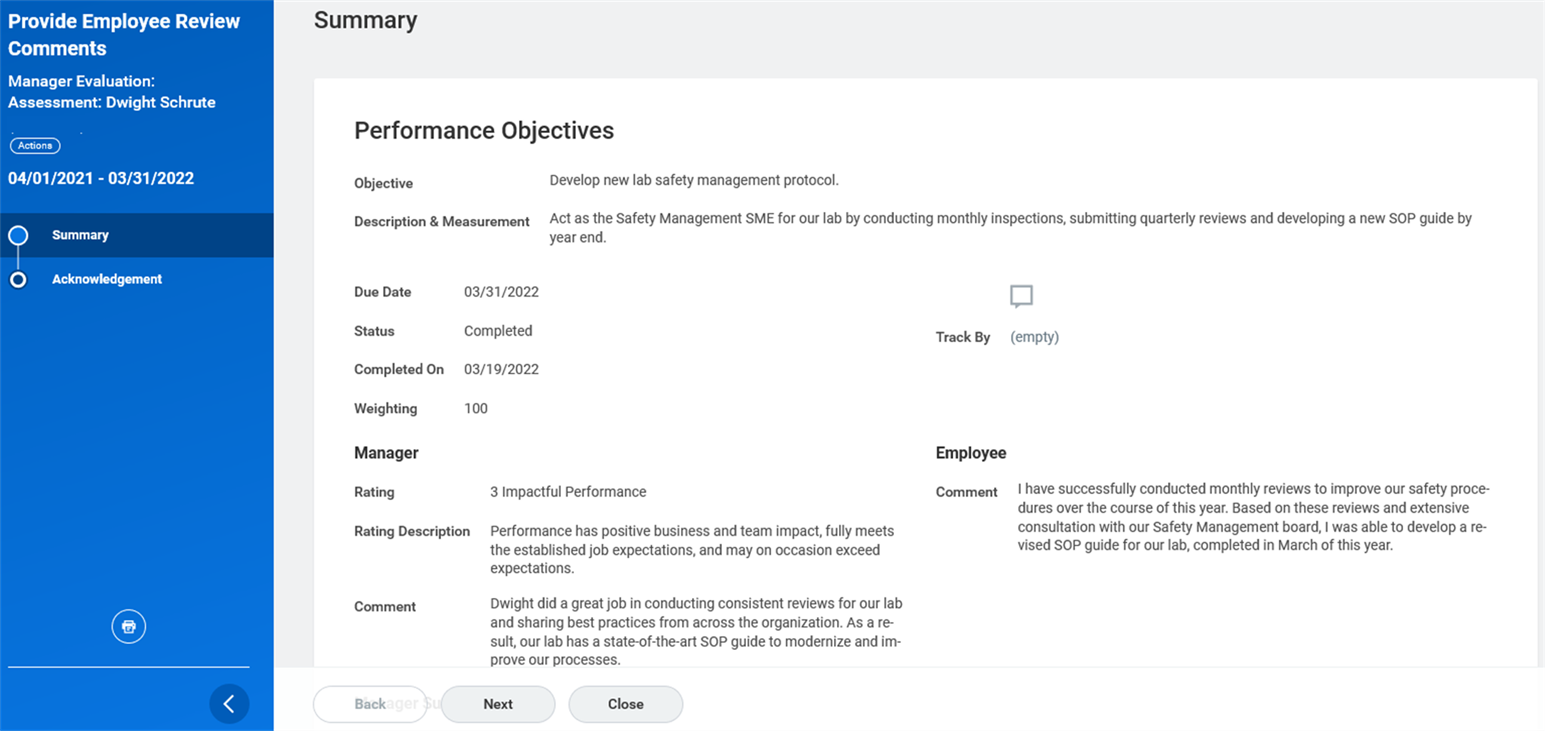 Provide Employee Review
Comments
Manager Evaluation:
Assessment: Dwight Schrute
Actions
04/01/2021 - 03/31/2022
Summary
Acknowledgement
Summary
Performance Objectives
Objective
Develop new lab safety management protocol.
Description & Measurement
Act as the Safety Management SME for our lab by conducting monthly inspections, submitting quarterly reviews and developing a new SOP guide by
year end.
Due Date 03/31/2022
Status Completed
Track By (empty)
Completed On 03/19/2022
Weighting 100
Manager
Rating 3 Impactful Performance
Rating Description Performance has positive business and team impact, fully meets
the established job expectations, and may on occasion exceed
expectations.
Comment Dwight did a great job in conducting consistent reviews for our lab
and sharing best practices from across the organization. As a re-
sult, our lab has a state-of-the-art SOP guide to modernize and im-
prove our processes.
Employee
Comment I have successfully conducted monthly reviews to improve our safety proce-
dures over the course of this year. Based on these reviews and extensive
consultation with our Safety Management board, I was able to develop a re-
vised SOP guide for our lab, completed in March of this year.
Back
Next
Close